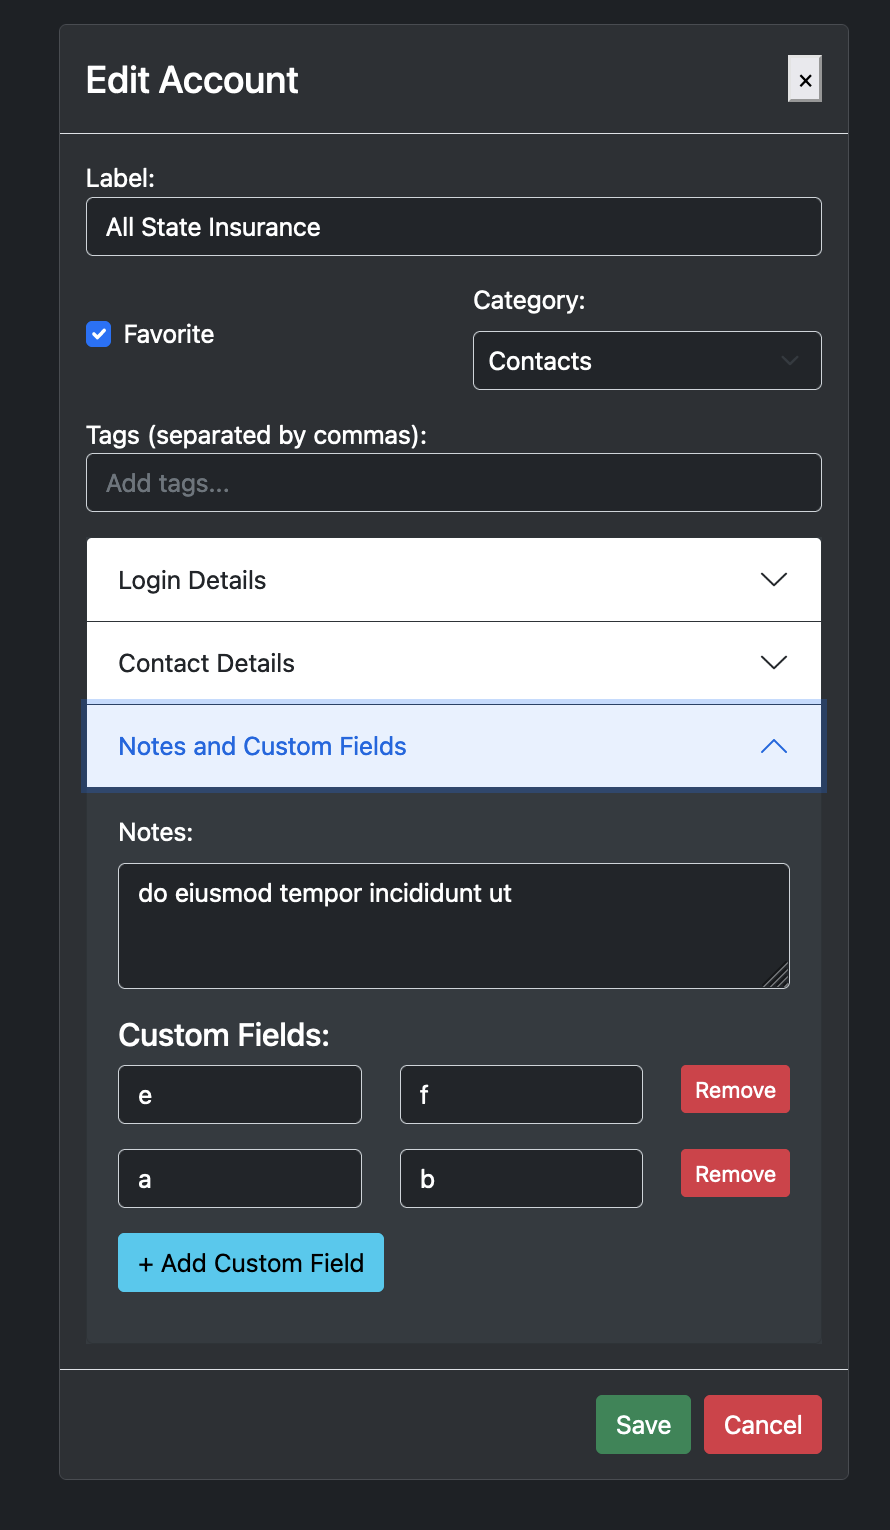 Edit Account
×
Label:
All State Insurance
Category:
Favorite
Contacts
Tags (separated by commas):
Add tags...
Login Details
Contact Details
Notes and Custom Fields
Notes:
do eiusmod tempor incididunt ut
Custom Fields:
e f Remove
a b Remove
+ Add Custom Field
Save Cancel